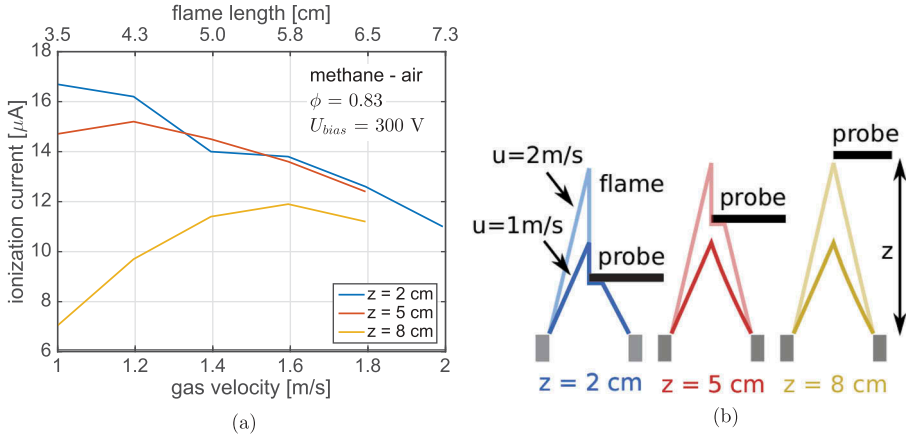 flame length [cm]
3.5 4.3 5.0 5.8 6.5 7.3
18
16
14
12
10
8
6
ionization current [μA]
methane - air
ϕ = 0.83
U_bias = 300 V
z = 2 cm
z = 5 cm
z = 8 cm
1 1.2 1.4 1.6 1.8 2
gas velocity [m/s]
(a)
u=2m/s
flame
u=1m/s
probe
probe
probe
z
z = 2 cm
z = 5 cm
z = 8 cm
(b)